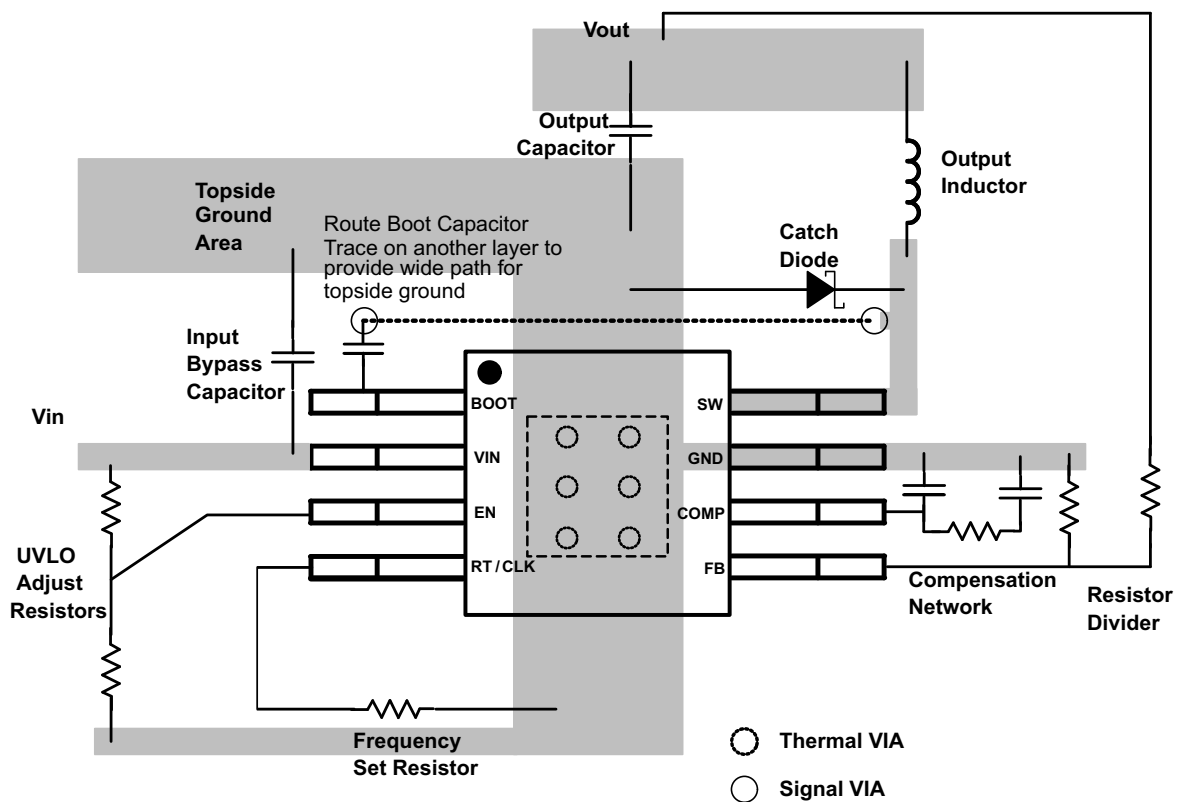 Vout
Output
Capacitor
Output
Inductor
Topside
Ground
Area
Route Boot Capacitor
Trace on another layer to
provide wide path for
topside ground
Catch
Diode
Input
Bypass
Capacitor
Vin
BOOT
SW
VIN
GND
EN
COMP
RT / CLK
FB
UVLO
Adjust
Resistors
Compensation
Network
Resistor
Divider
Frequency
Set Resistor
Thermal VIA
Signal VIA